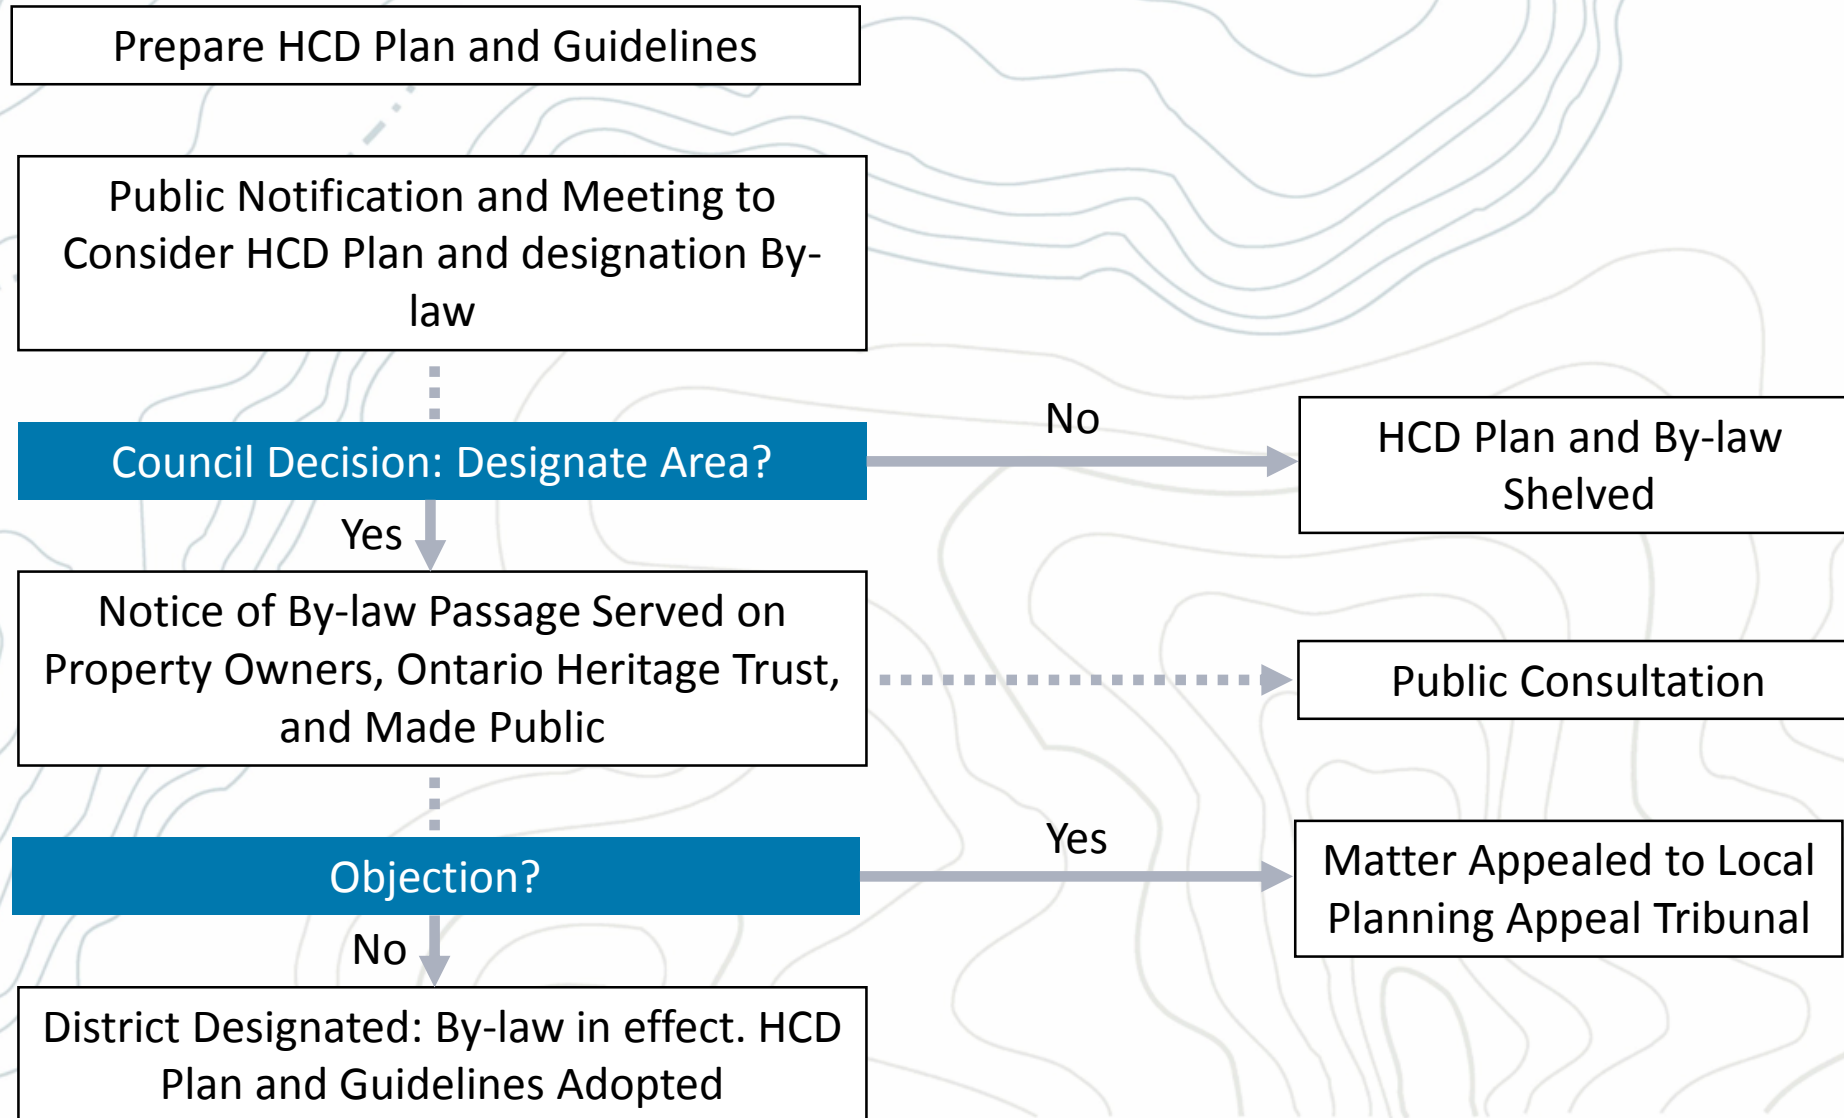 Prepare HCD Plan and Guidelines
Public Notification and Meeting to
Consider HCD Plan and designation By-
law
Council Decision: Designate Area?
No
HCD Plan and By-law
Shelved
Yes
Notice of By-law Passage Served on
Property Owners, Ontario Heritage Trust,
and Made Public
Public Consultation
Objection?
Yes
Matter Appealed to Local
Planning Appeal Tribunal
No
District Designated: By-law in effect. HCD
Plan and Guidelines Adopted